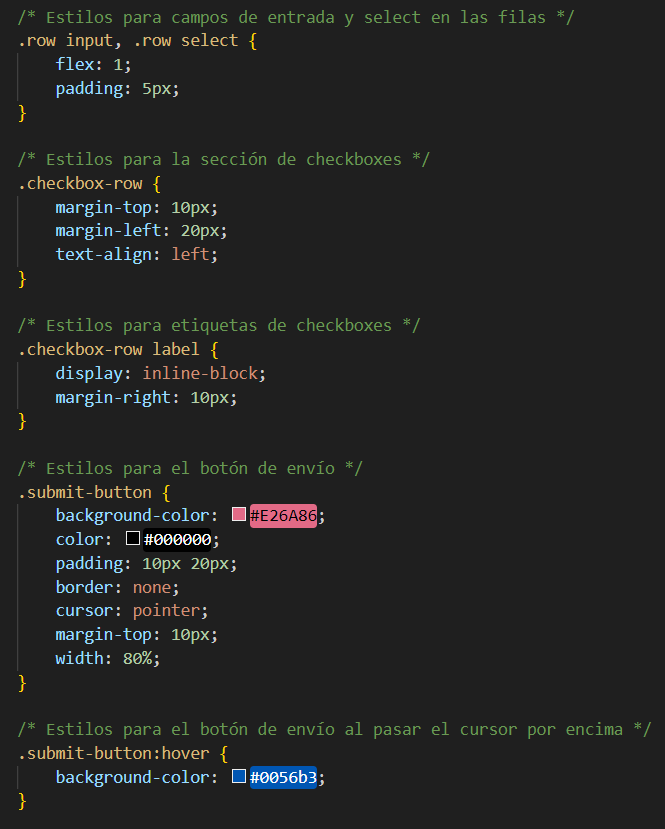 /* Estilos para campos de entrada y select en las filas */
.row input, .row select {
    flex: 1;
    padding: 5px;
}

/* Estilos para la sección de checkboxes */
.checkbox-row {
    margin-top: 10px;
    margin-left: 20px;
    text-align: left;
}

/* Estilos para etiquetas de checkboxes */
.checkbox-row label {
    display: inline-block;
    margin-right: 10px;
}

/* Estilos para el botón de envío */
.submit-button {
    background-color: #E26A86;
    color: #000000;
    padding: 10px 20px;
    border: none;
    cursor: pointer;
    margin-top: 10px;
    width: 80%;
}

/* Estilos para el botón de envío al pasar el cursor por encima */
.submit-button:hover {
    background-color: #0056b3;
}